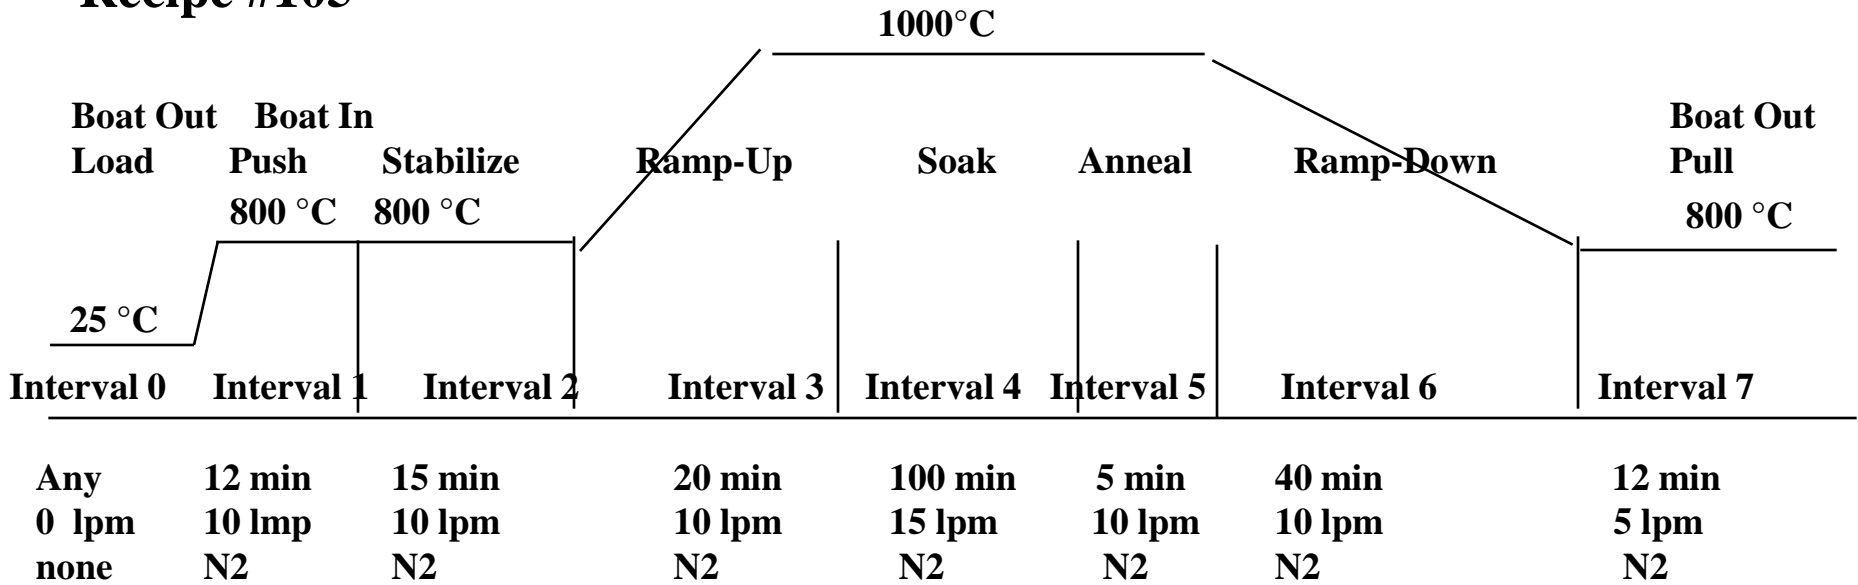 Recipe #105
1000°C
Boat Out Boat In Boat Out
Load Push Stabilize Ramp-Up Soak Anneal Ramp-Down Pull
800 °C 800 °C 800 °C
25 °C
Interval 0 Interval 1 Interval 2 Interval 3 Interval 4 Interval 5 Interval 6 Interval 7
Any 12 min 15 min 20 min 100 min 5 min 40 min 12 min
0 lpm 10 lmp 10 lpm 10 lpm 15 lpm 10 lpm 10 lpm 5 lpm
none N2 N2 N2 N2 N2 N2 N2